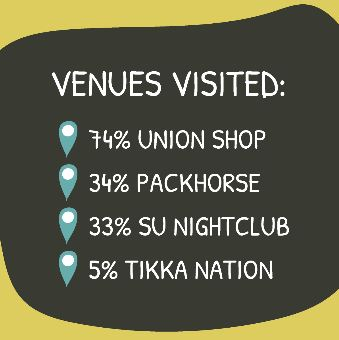 VENUES VISITED:
74% UNION SHOP
34% PACKHORSE
33% SU NIGHTCLUB
5% TIKKA NATION